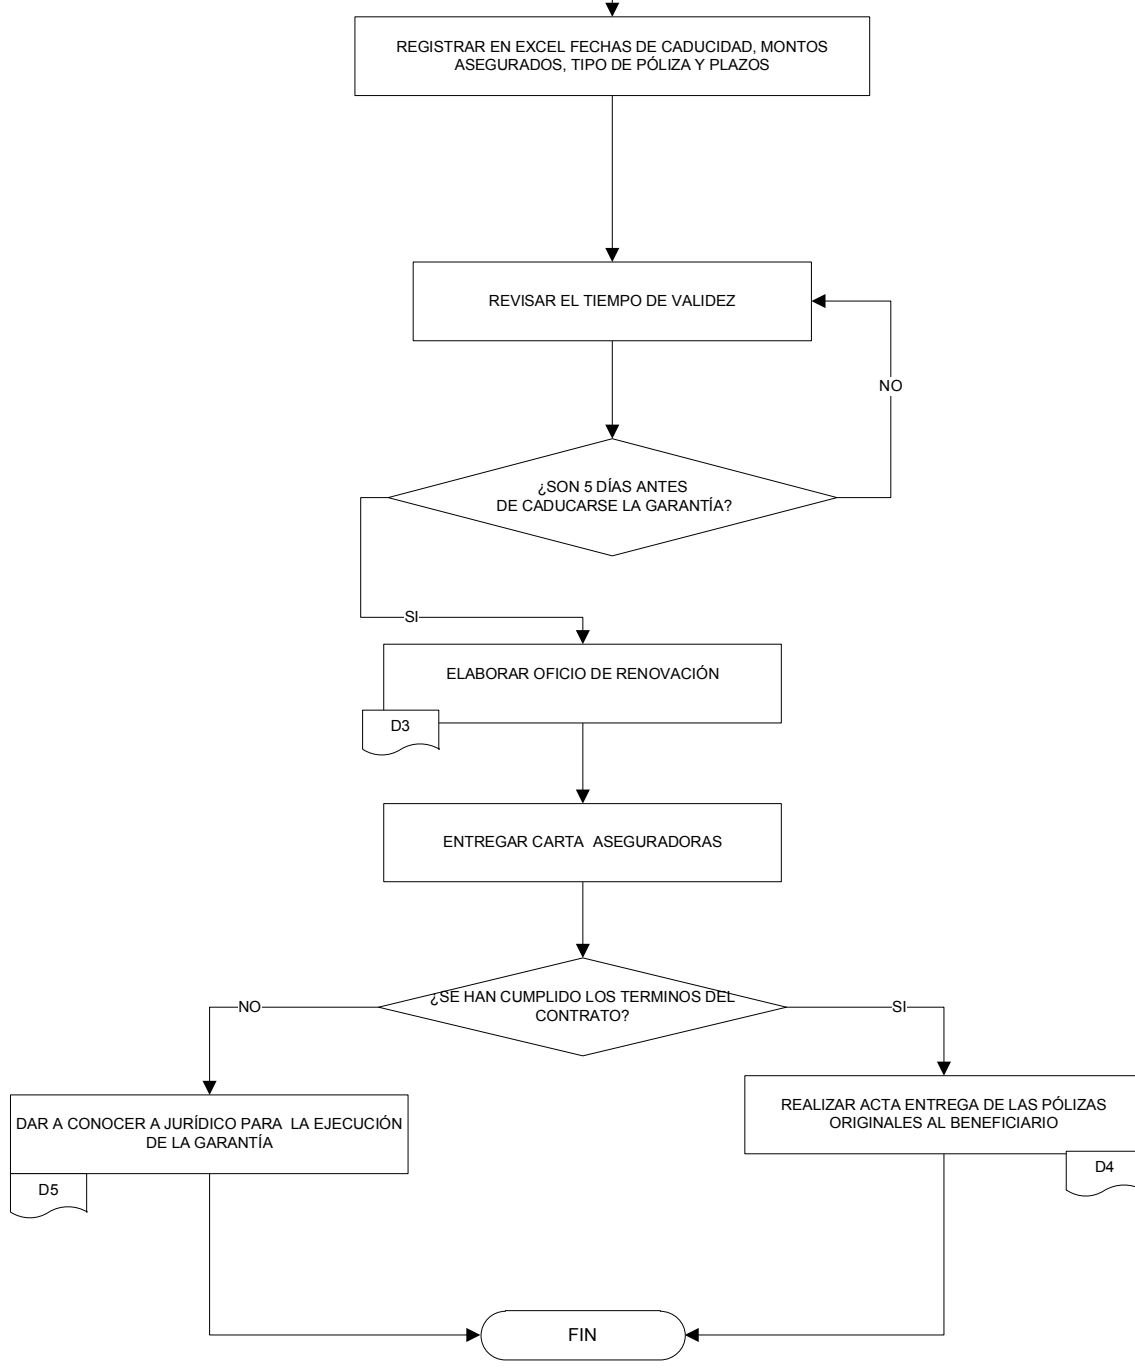 REGISTRAR EN EXCEL FECHAS DE CADUCIDAD, MONTOS
ASEGURADOS, TIPO DE PÓLIZA Y PLAZOS
REVISAR EL TIEMPO DE VALIDEZ
NO
¿SON 5 DÍAS ANTES
DE CADUCARSE LA GARANTÍA?
SI
ELABORAR OFICIO DE RENOVACIÓN
D3
ENTREGAR CARTA ASEGURADORAS
¿SE HAN CUMPLIDO LOS TERMINOS DEL
CONTRATO?
NO
SI
DAR A CONOCER A JURÍDICO PARA LA EJECUCIÓN
DE LA GARANTÍA
D5
REALIZAR ACTA ENTREGA DE LAS PÓLIZAS
ORIGINALES AL BENEFICIARIO
D4
FIN